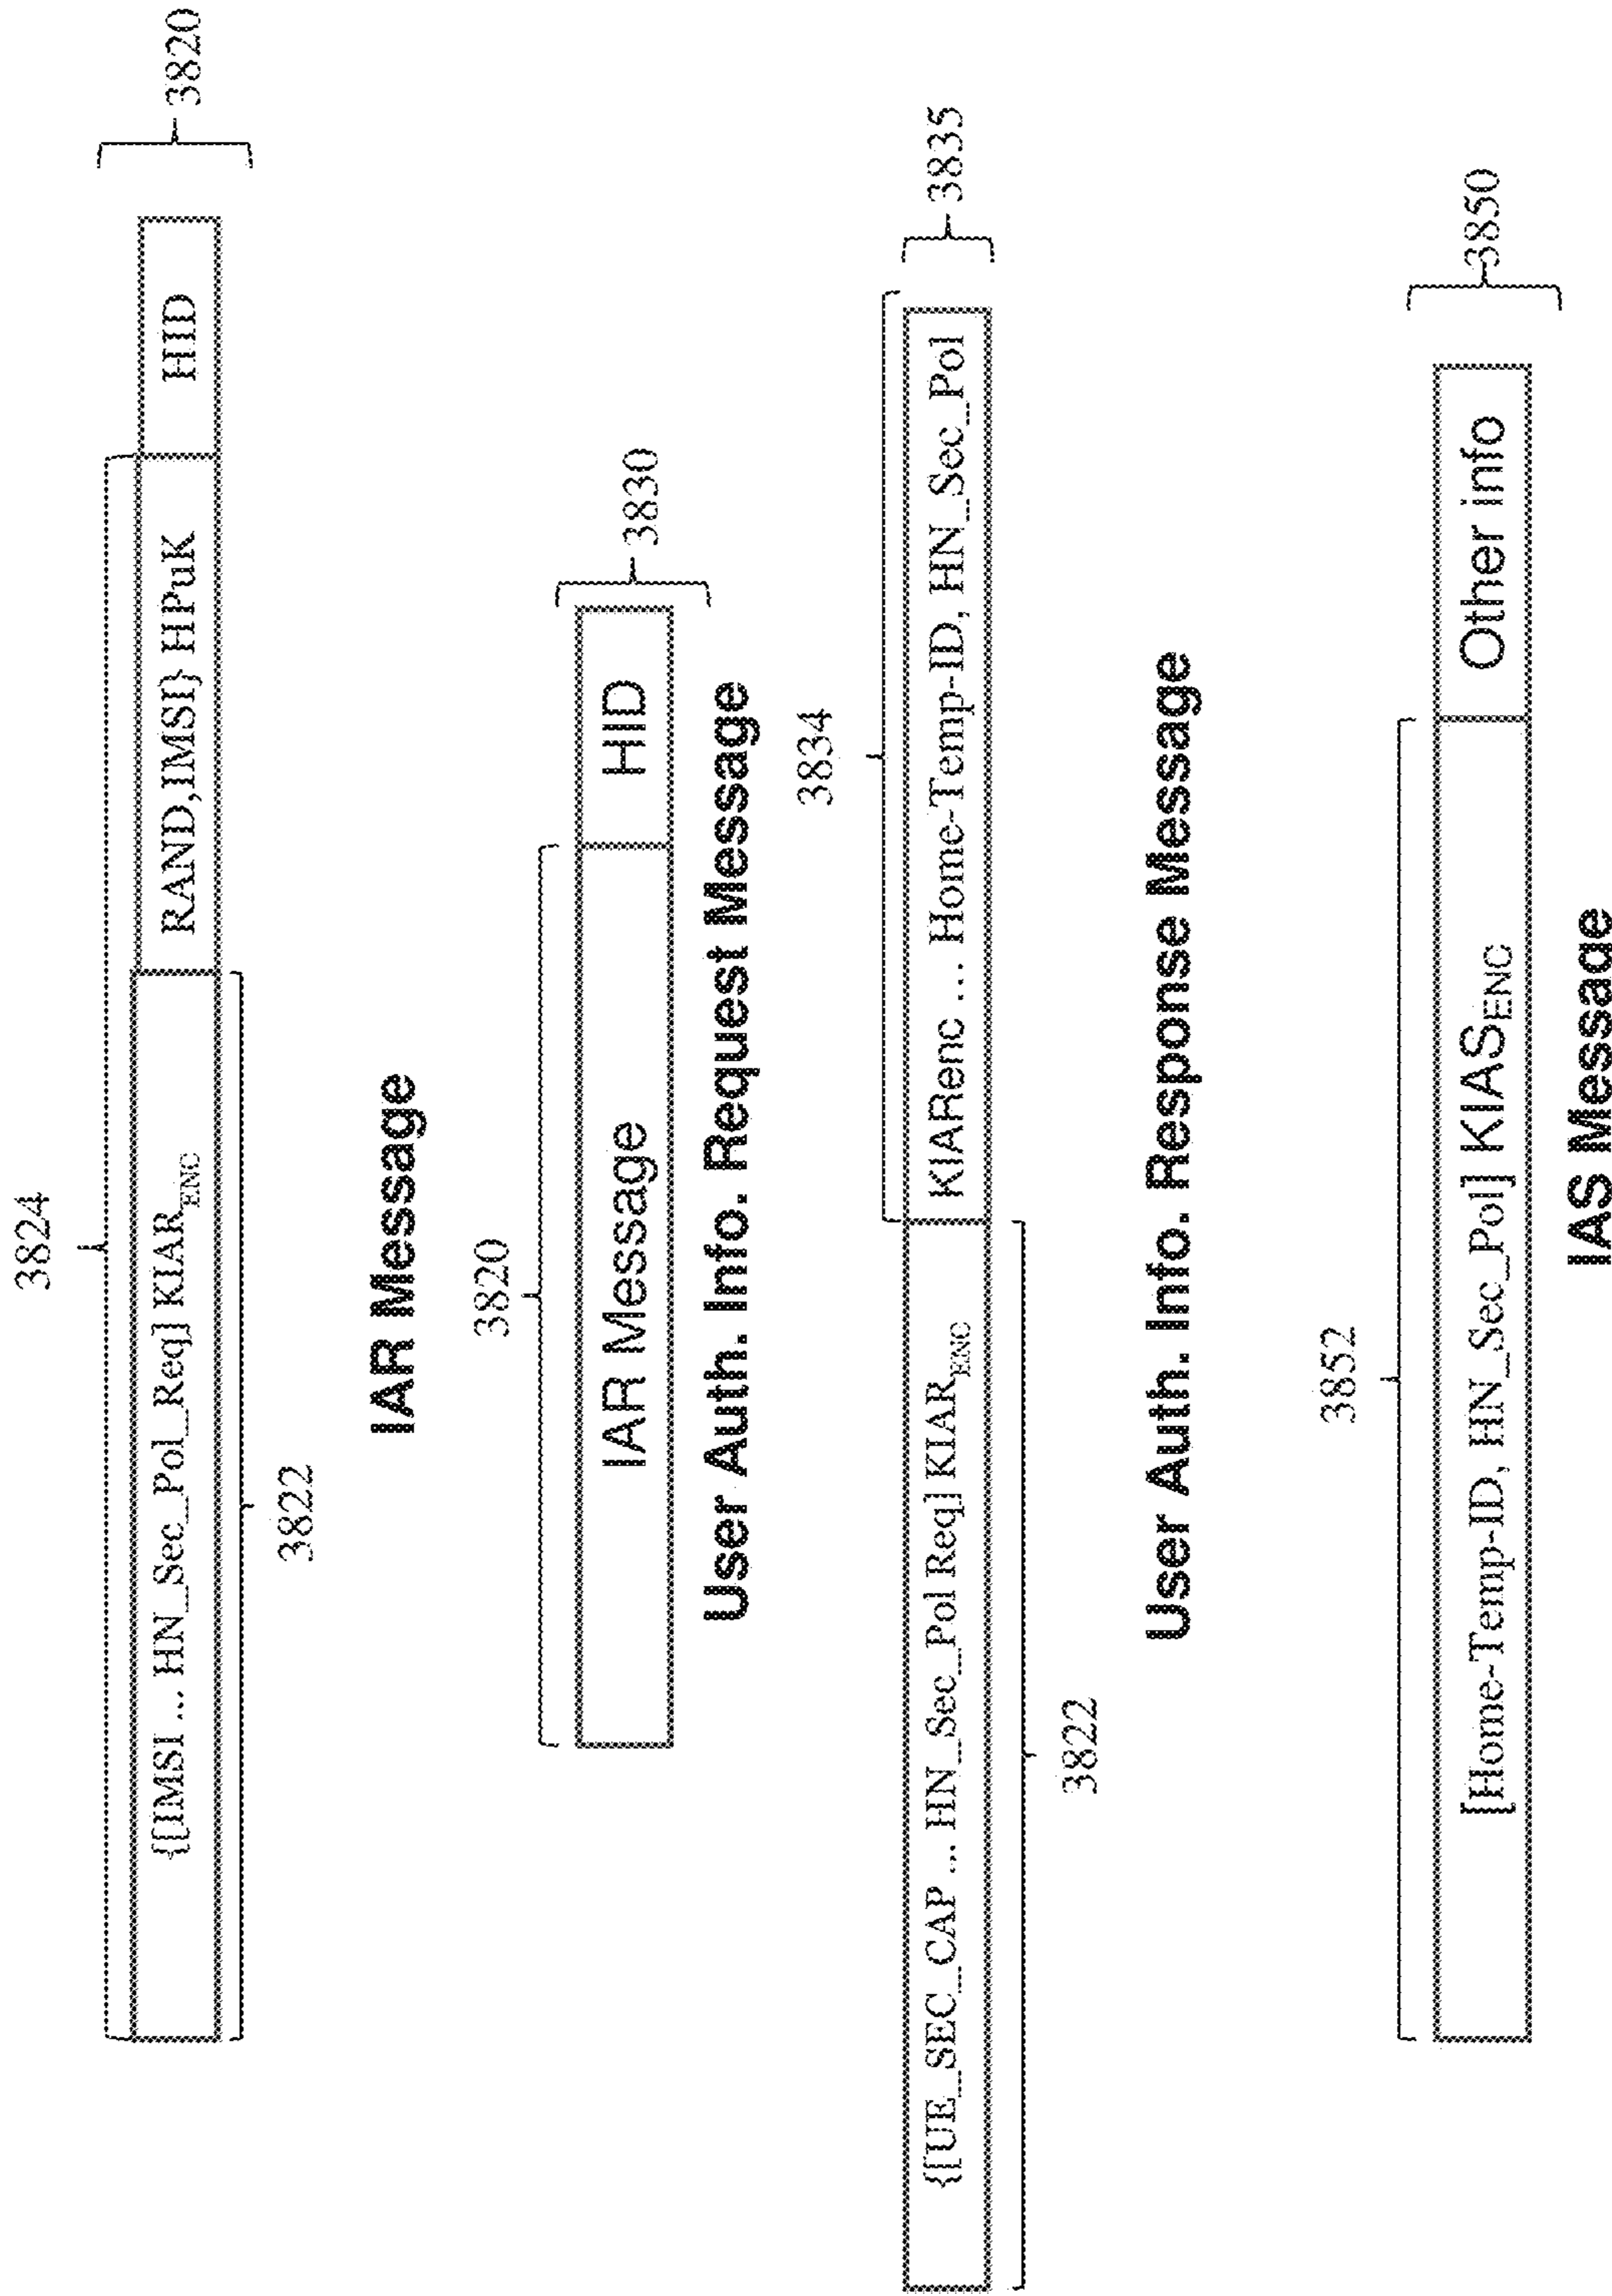 3824
{[IMSI ... HN_Sec_Pol_Req] KIAR_ENC RAND,IMSI} HPuK HID
3820
3822
IAR Message
3820
IAR Message HID
3830
User Auth. Info. Request Message
3834
{[UE_SEC_CAP ... HN_Sec_Pol Req] KIAR_ENC KIARenc ... Home-Temp-ID, HN_Sec_Pol
3835
3822
User Auth. Info. Response Message
3852
[Home-Temp-ID, HN_Sec_Pol] KIAS_ENC Other info
3850
IAS Message